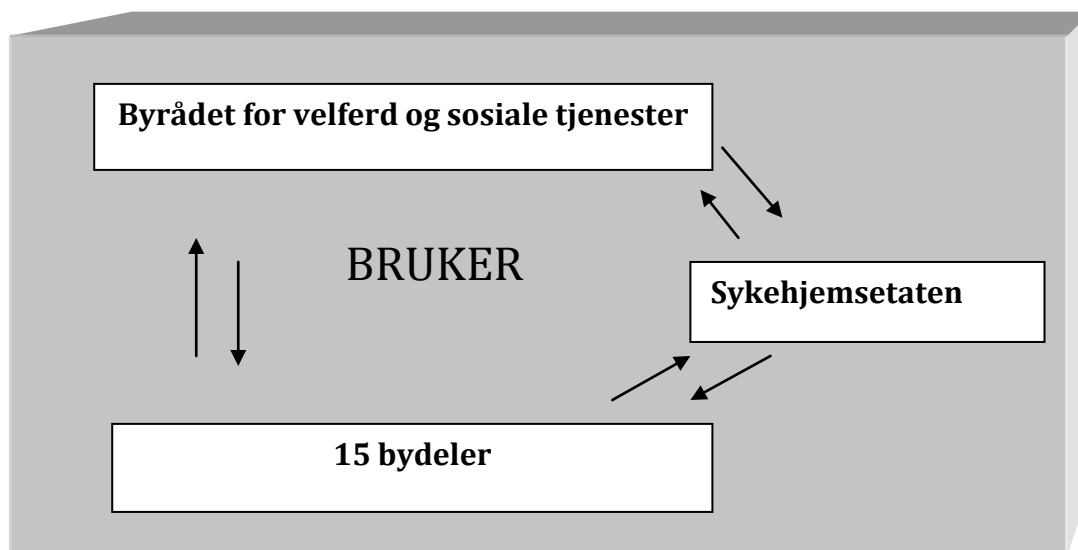 Byrådet for velferd og sosiale tjenester
BRUKER
Sykehjemsetaten
15 bydeler